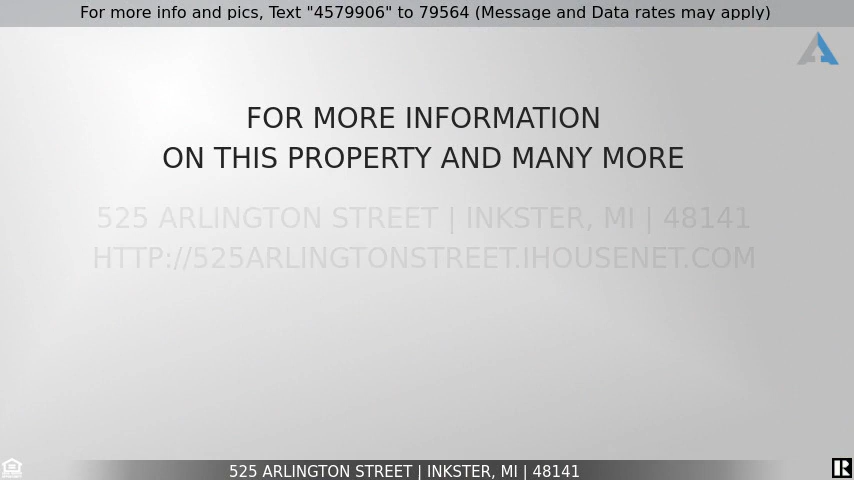 For more info and pics, Text "4579906" to 79564 (Message and Data rates may apply)
FOR MORE INFORMATION
ON THIS PROPERTY AND MANY MORE
525 ARLINGTON STREET | INKSTER, MI | 48141
HTTP://525ARLINGTONSTREET.IHOUSENET.COM
525 ARLINGTON STREET | INKSTER, MI | 48141